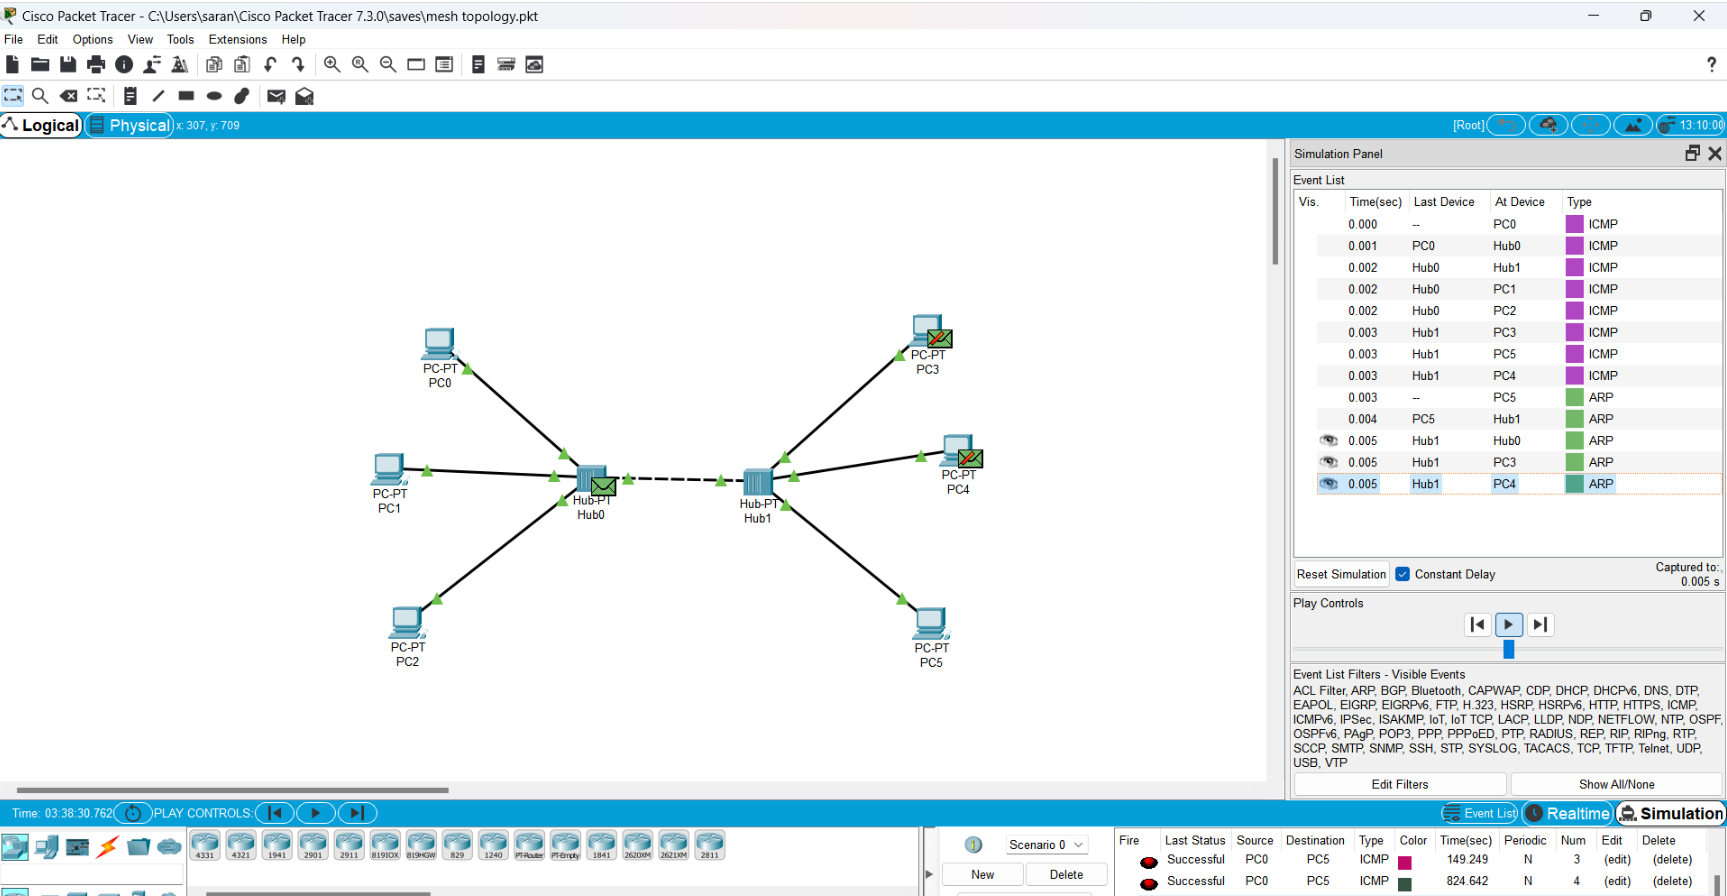 Cisco Packet Tracer - C:\Users\saran\Cisco Packet Tracer 7.3.0\saves\mesh topology.pkt
File Edit Options View Tools Extensions Help
?
Logical Physical x: 307, y: 709 [Root] 13:10:00
Simulation Panel
Event List
Vis. Time(sec) Last Device At Device Type
0.000 -- PC0 ICMP
0.001 PC0 Hub0 ICMP
0.002 Hub0 Hub1 ICMP
0.002 Hub0 PC1 ICMP
0.002 Hub0 PC2 ICMP
0.003 Hub1 PC3 ICMP
0.003 Hub1 PC5 ICMP
0.003 Hub1 PC4 ICMP
0.003 -- PC5 ARP
0.004 PC5 Hub1 ARP
0.005 Hub1 Hub0 ARP
0.005 Hub1 PC3 ARP
0.005 Hub1 PC4 ARP
PC-PT
PC0
PC-PT
PC3
PC-PT
PC1
Hub-PT
Hub0
Hub-PT
Hub1
PC-PT
PC4
PC-PT
PC2
PC-PT
PC5
Reset Simulation Constant Delay
Captured to:
0.005 s
Play Controls
Event List Filters - Visible Events
ACL Filter, ARP, BGP, Bluetooth, CAPWAP, CDP, DHCP, DHCPv6, DNS, DTP,
EAPOL, EIGRP, EIGRPv6, FTP, H.323, HSRP, HSRPv6, HTTP, HTTPS, ICMP,
ICMPv6, IPSec, ISAKMP, IoT, IoT TCP, LACP, LLDP, NDP, NETFLOW, NTP, OSPF,
OSPFv6, PAgP, POP3, PPP, PPPoED, PTP, RADIUS, REP, RIP, RIPng, RTP,
SCCP, SMTP, SNMP, SSH, STP, SYSLOG, TACACS, TCP, TFTP, Telnet, UDP,
USB, VTP
Edit Filters Show All/None
Time: 03:38:30.762 PLAY CONTROLS: Event List Realtime Simulation
4331 4321 1941 2901 2911 819IOX 819HGW 829 1240 PT-Router PT-Empty 1841 2620XM 2621XM 2811
Scenario 0
New Delete
Fire Last Status Source Destination Type Color Time(sec) Periodic Num Edit Delete
Successful PC0 PC5 ICMP 149.249 N 3 (edit) (delete)
Successful PC0 PC5 ICMP 824.642 N 4 (edit) (delete)